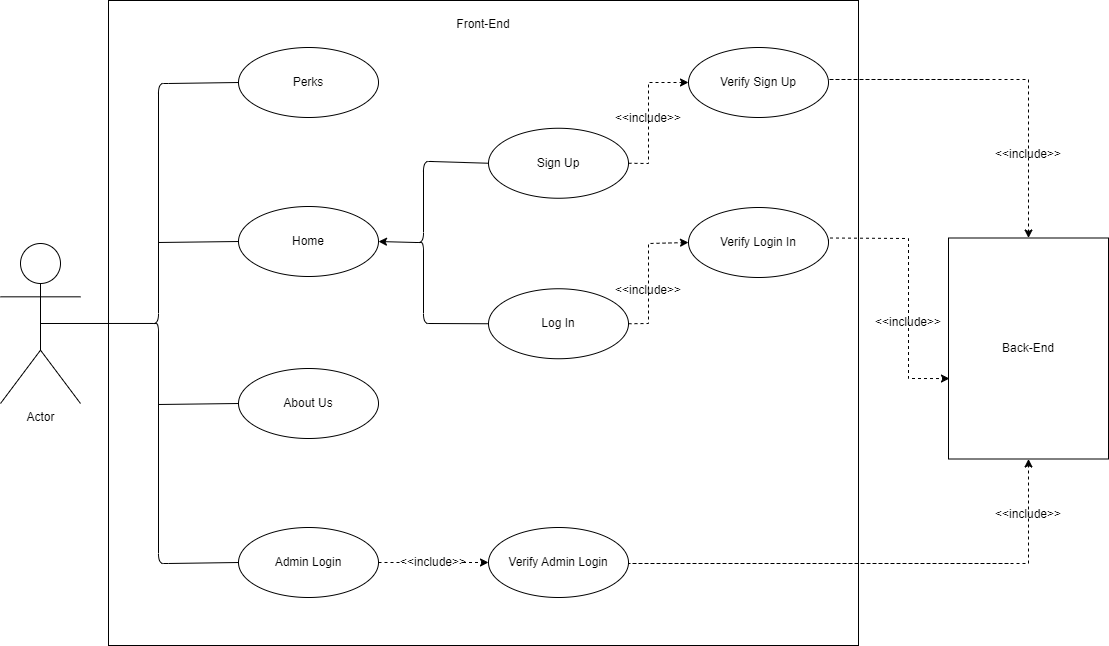 Front-End
Perks
Verify Sign Up
<<include>>
Sign Up
<<include>>
Home
Verify Login In
<<include>>
Log In
<<include>>
Back-End
About Us
Actor
<<include>>
Admin Login
<<include>>
Verify Admin Login